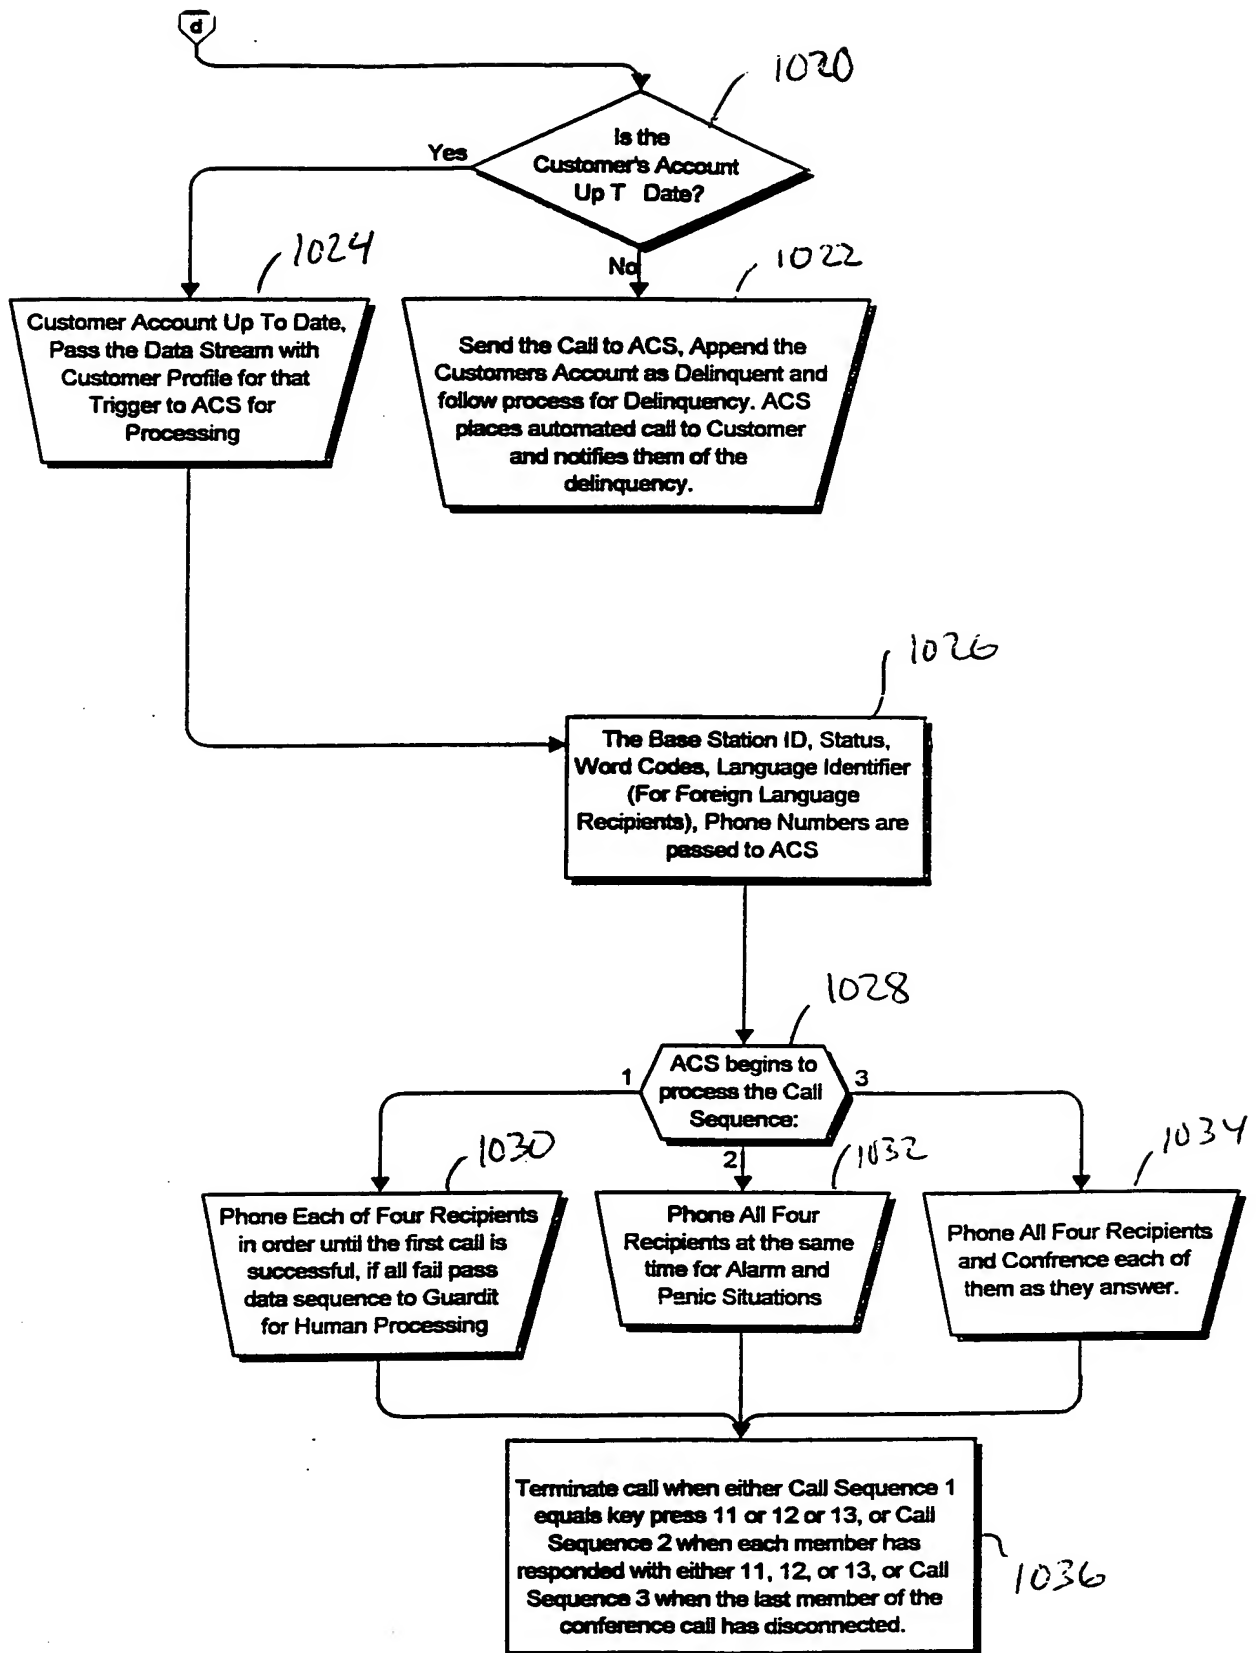 d
1020
Is the
Customer's Account
Up T Date?
Yes
No
1024
1022
Customer Account Up To Date,
Pass the Data Stream with
Customer Profile for that
Trigger to ACS for
Processing
Send the Call to ACS, Append the
Customers Account as Delinquent and
follow process for Delinquency. ACS
places automated call to Customer
and notifies them of the
delinquency.
1026
The Base Station ID, Status,
Word Codes, Language Identifier
(For Foreign Language
Recipients), Phone Numbers are
passed to ACS
1028
ACS begins to
process the Call
Sequence:
1
2
3
1030
1032
1034
Phone Each of Four Recipients
in order until the first call is
successful, if all fail pass
data sequence to Guardit
for Human Processing
Phone All Four
Recipients at the same
time for Alarm and
Panic Situations
Phone All Four Recipients
and Confrence each of
them as they answer.
Terminate call when either Call Sequence 1
equals key press 11 or 12 or 13, or Call
Sequence 2 when each member has
responded with either 11, 12, or 13, or Call
Sequence 3 when the last member of the
conference call has disconnected.
1036